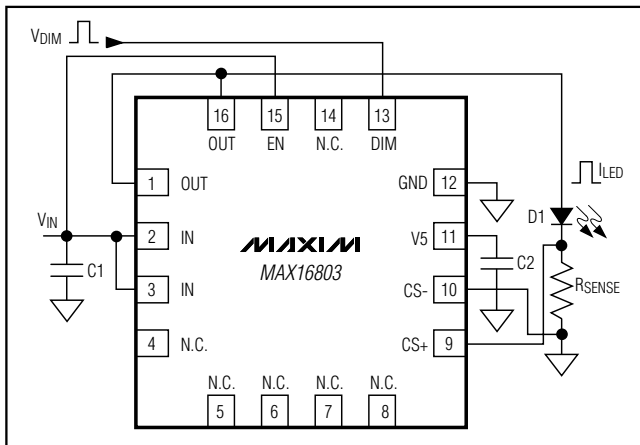 VDIM
16 15 14 13
OUT EN N.C. DIM
1 OUT
GND 12
ILED
VIN
2 IN
MAXIM
MAX16803
V5 11
D1
C1
3 IN
CS- 10
C2
RSENSE
4 N.C.
CS+ 9
N.C. N.C. N.C. N.C.
5 6 7 8